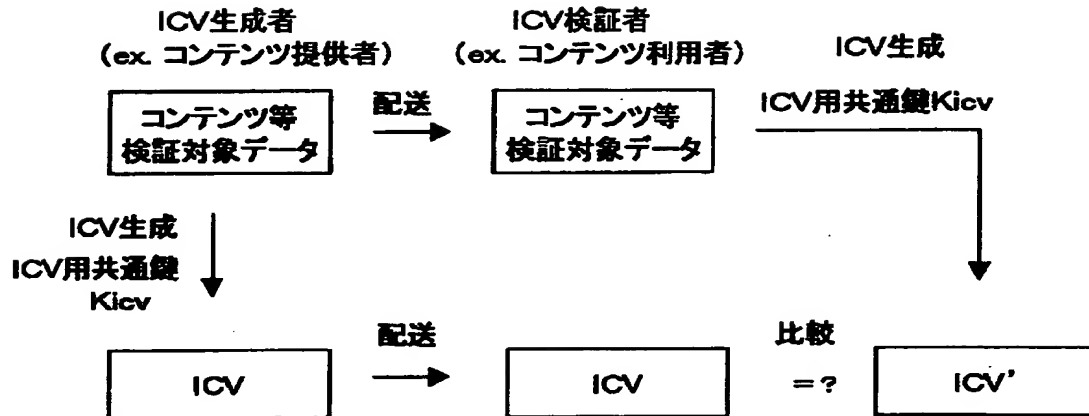 ICV生成者
(ex. コンテンツ提供者)
ICV検証者
(ex. コンテンツ利用者)
ICV生成
ICV用共通鍵Kicv
コンテンツ等
検証対象データ
配送
コンテンツ等
検証対象データ
ICV生成
ICV用共通鍵
Kicv
ICV
配送
ICV
比較
=?
ICV'